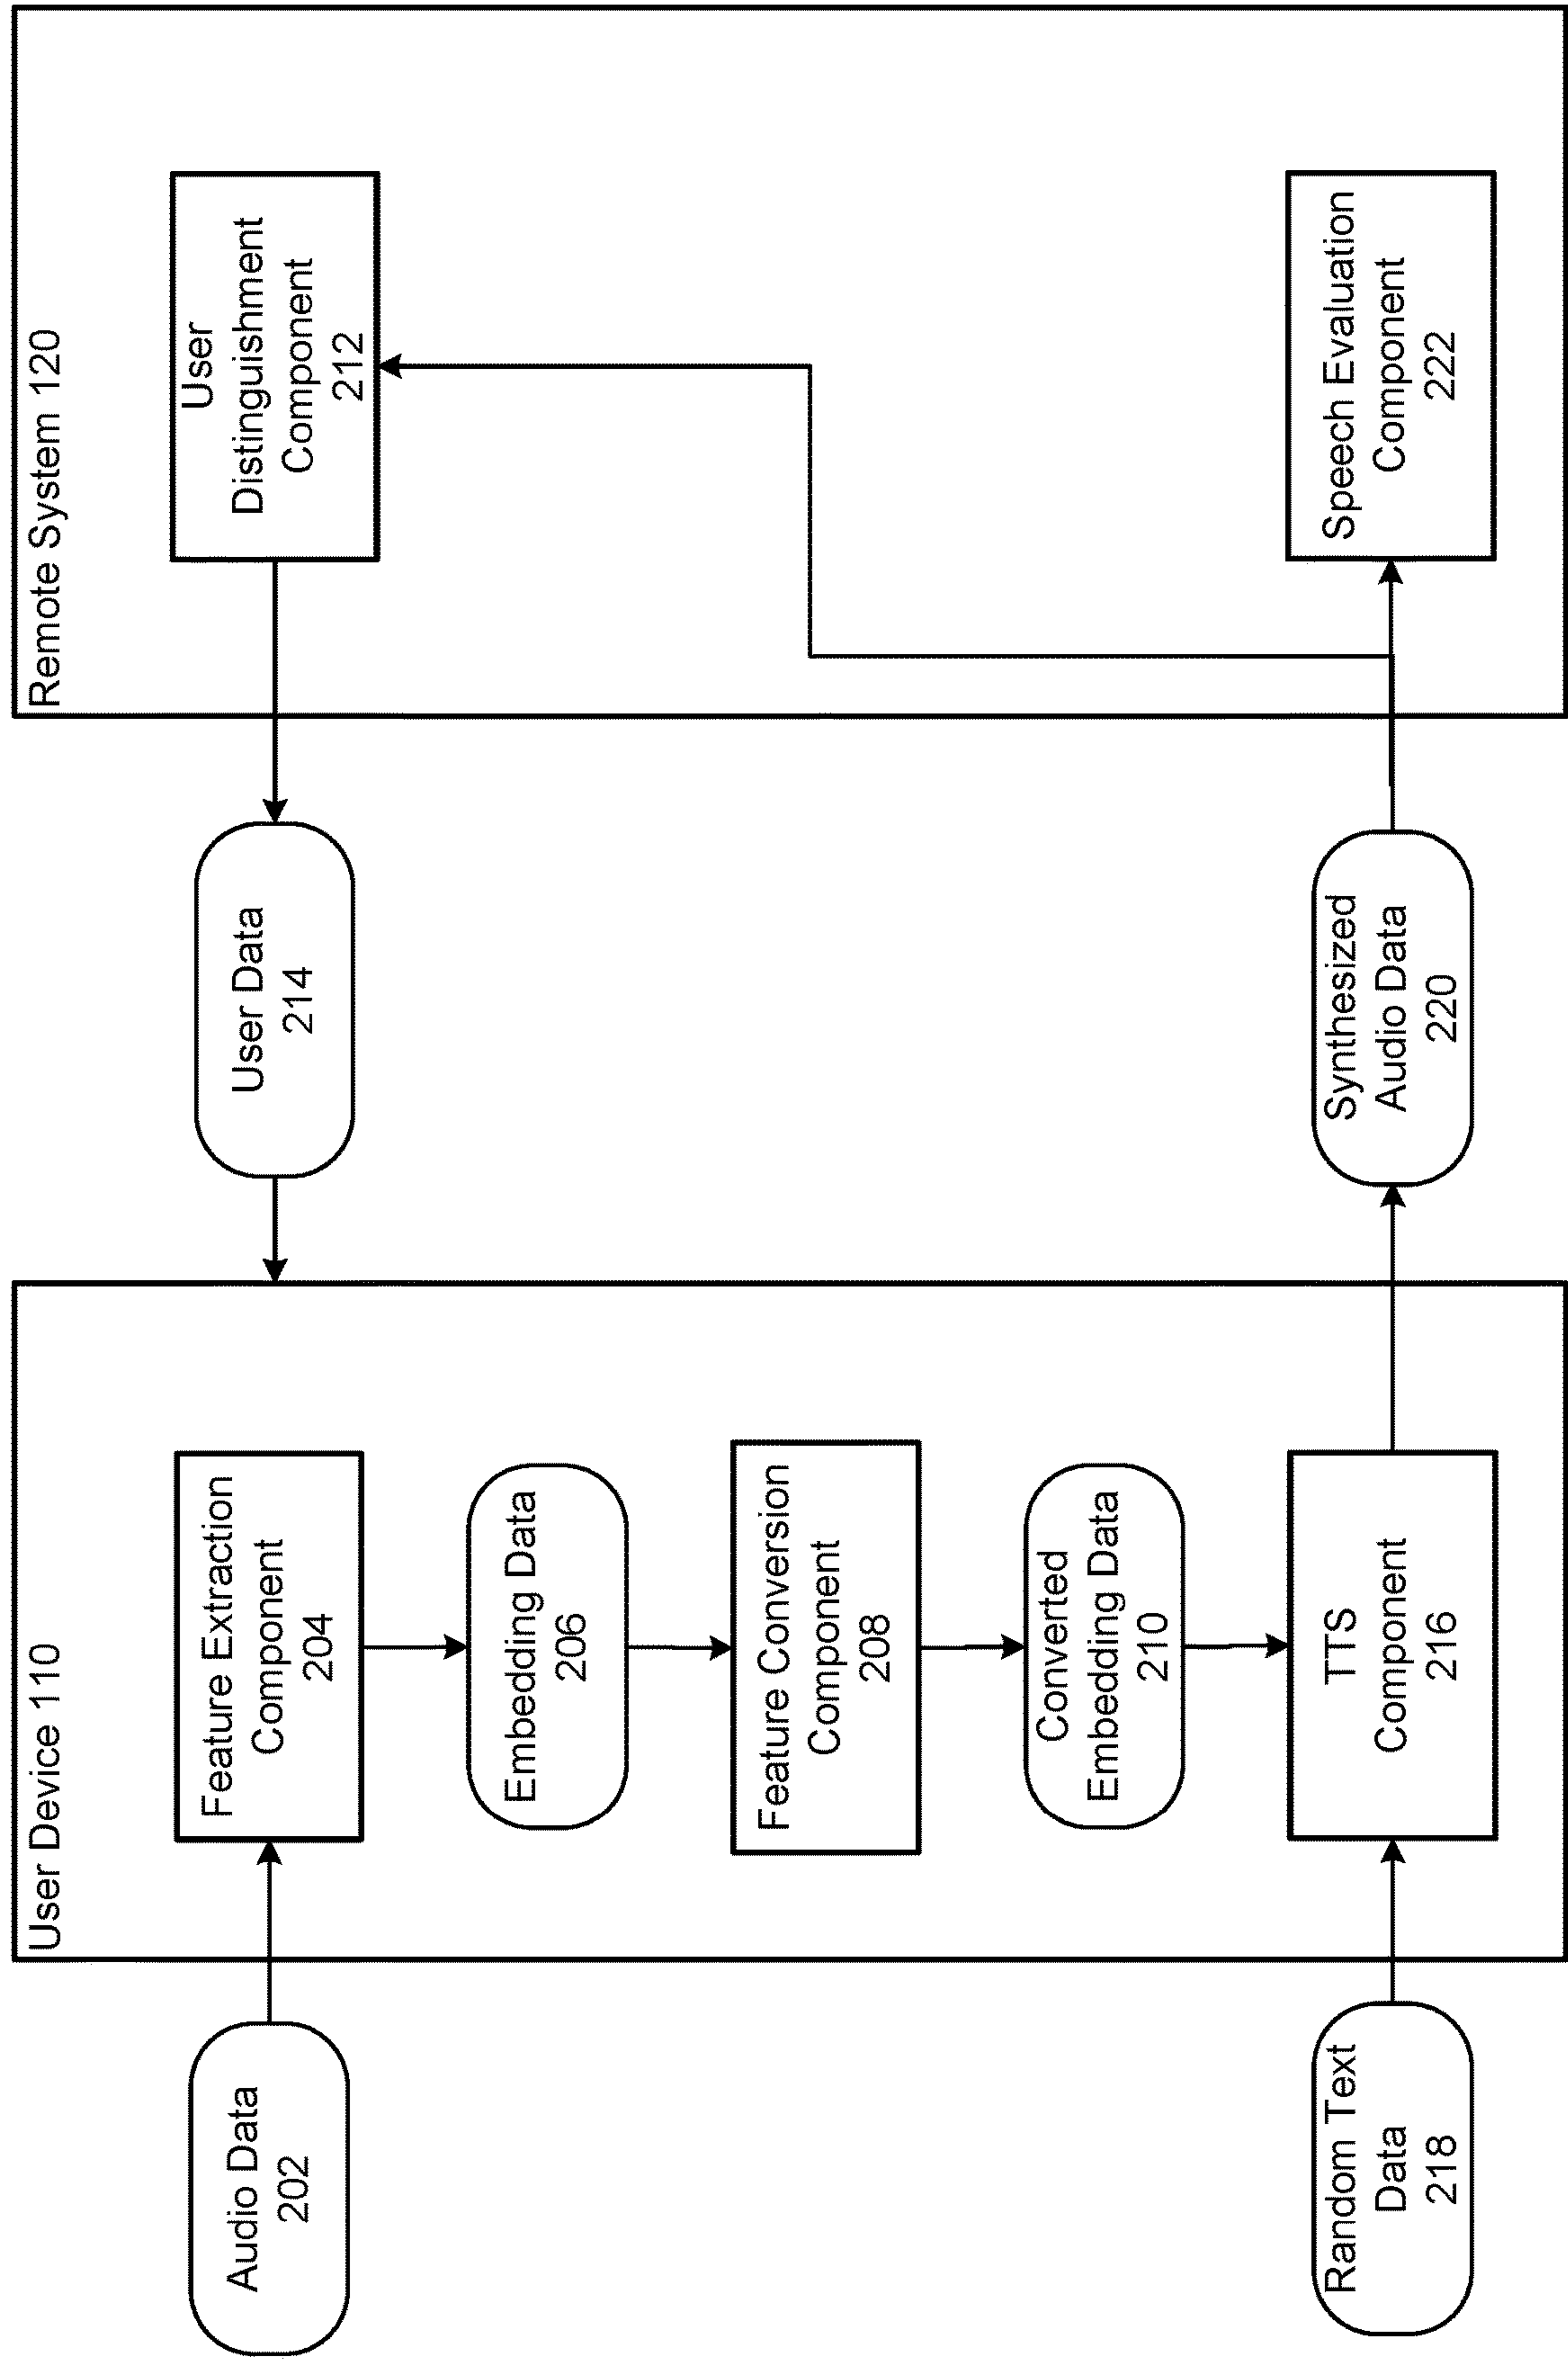 User Device 110
Remote System 120
Audio Data
202
Feature Extraction
Component
204
Embedding Data
206
Feature Conversion
Component
208
Converted
Embedding Data
210
Random Text
Data
218
TTS
Component
216
User Data
214
Synthesized
Audio Data
220
User
Distinguishment
Component
212
Speech Evaluation
Component
222